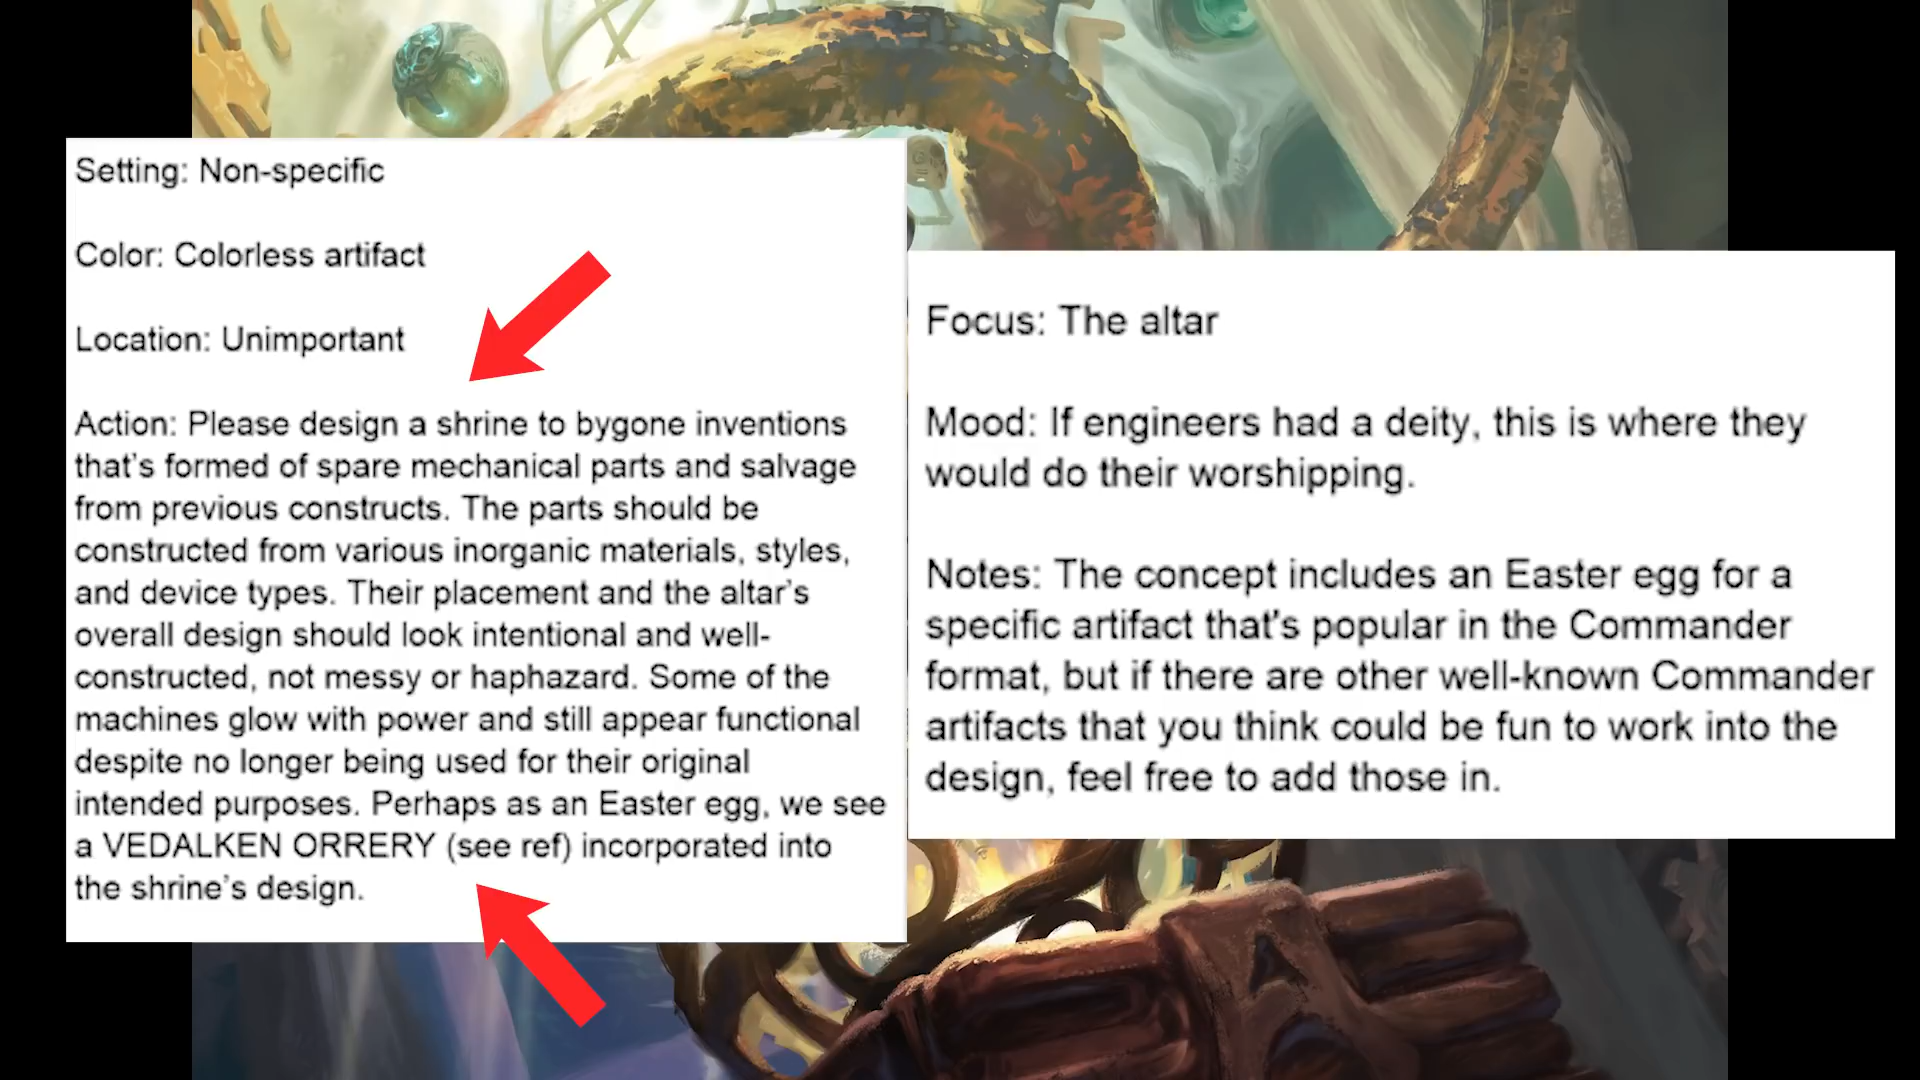 Setting: Non-specific
Color: Colorless artifact
Location: Unimportant
Action: Please design a shrine to bygone inventions
that's formed of spare mechanical parts and salvage
from previous constructs. The parts should be
constructed from various inorganic materials, styles,
and device types. Their placement and the altar's
overall design should look intentional and well-
constructed, not messy or haphazard. Some of the
machines glow with power and still appear functional
despite no longer being used for their original
intended purposes. Perhaps as an Easter egg, we see
a VEDALKEN ORRERY (see ref) incorporated into
the shrine's design.
Focus: The altar
Mood: If engineers had a deity, this is where they
would do their worshipping.
Notes: The concept includes an Easter egg for a
specific artifact that's popular in the Commander
format, but if there are other well-known Commander
artifacts that you think could be fun to work into the
design, feel free to add those in.